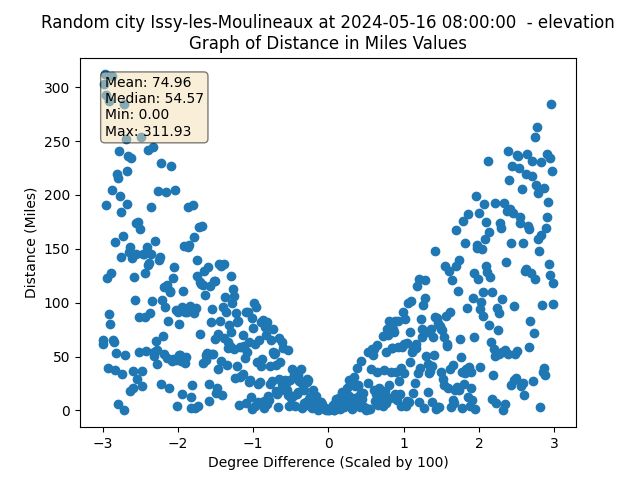 Random city Issy-les-Moulineaux at 2024-05-16 08:00:00  - elevation
Graph of Distance in Miles Values
Mean: 74.96
Median: 54.57
Min: 0.00
Max: 311.93
300
250
200
150
100
50
0
Distance (Miles)
−3 −2 −1 0 1 2 3
Degree Difference (Scaled by 100)